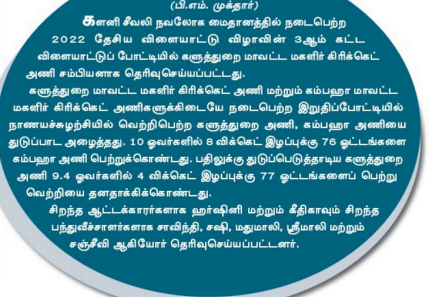 (பி.எம். முக்தார்)
களனி சீவலி நவலோக மைதானத்தில் நடைபெற்ற
2022 தேசிய விளையாட்டு விழாவின் 3ஆம் கட்ட
விளையாட்டுப் போட்டியில் களுத்துறை மாவட்ட மகளிர் கிரிக்கெட்
அணி சம்பியனாக தெரிவுசெய்யப்பட்டது.
களுத்துறை மாவட்ட மகளிர் கிரிக்கெட் அணி மற்றும் கம்பஹா மாவட்ட
மகளிர் கிரிக்கெட் அணிகளுக்கிடையே நடைபெற்ற இறுதிப்போட்டியில்
நாணயச்சுழற்சியில் வெற்றிபெற்ற களுத்துறை அணி, கம்பஹா அணியை
துடுப்பாட அழைத்தது. 10 ஓவர்களில் 8 விக்கெட் இழப்புக்கு 76 ஓட்டங்களை
கம்பஹா அணி பெற்றுக்கொண்டது. பதிலுக்கு துடுப்பெடுத்தாடிய களுத்துறை
அணி 9.4 ஓவர்களில் 4 விக்கெட் இழப்புக்கு 77 ஓட்டங்களைப் பெற்று
வெற்றியை தனதாக்கிக்கொண்டது.
சிறந்த ஆட்டக்காரர்களாக ஹர்ஷினி மற்றும் கீதிகாவும் சிறந்த
பந்துவீச்சாளர்களாக சாவிந்தி, சஷி, மதுமாலி, ஸ்ரீமாலி மற்றும்
சஞ்சீவி ஆகியோர் தெரிவுசெய்யப்பட்டனர்.